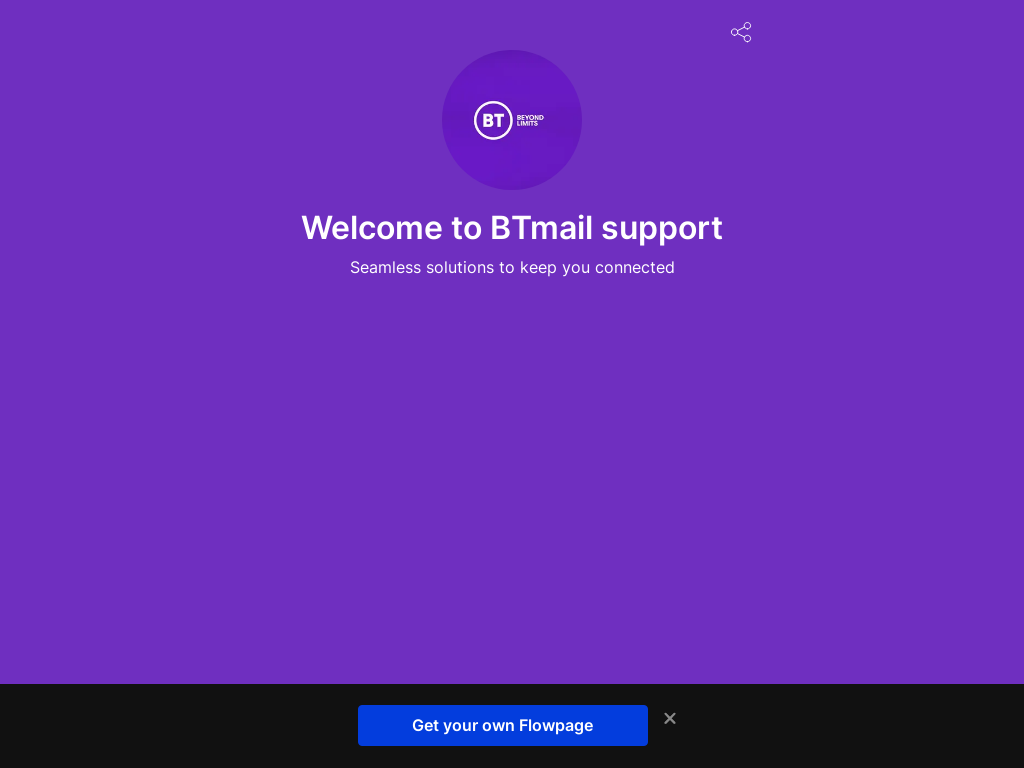 BT
BEYOND
LIMITS
Welcome to BTmail support
Seamless solutions to keep you connected
Get your own Flowpage